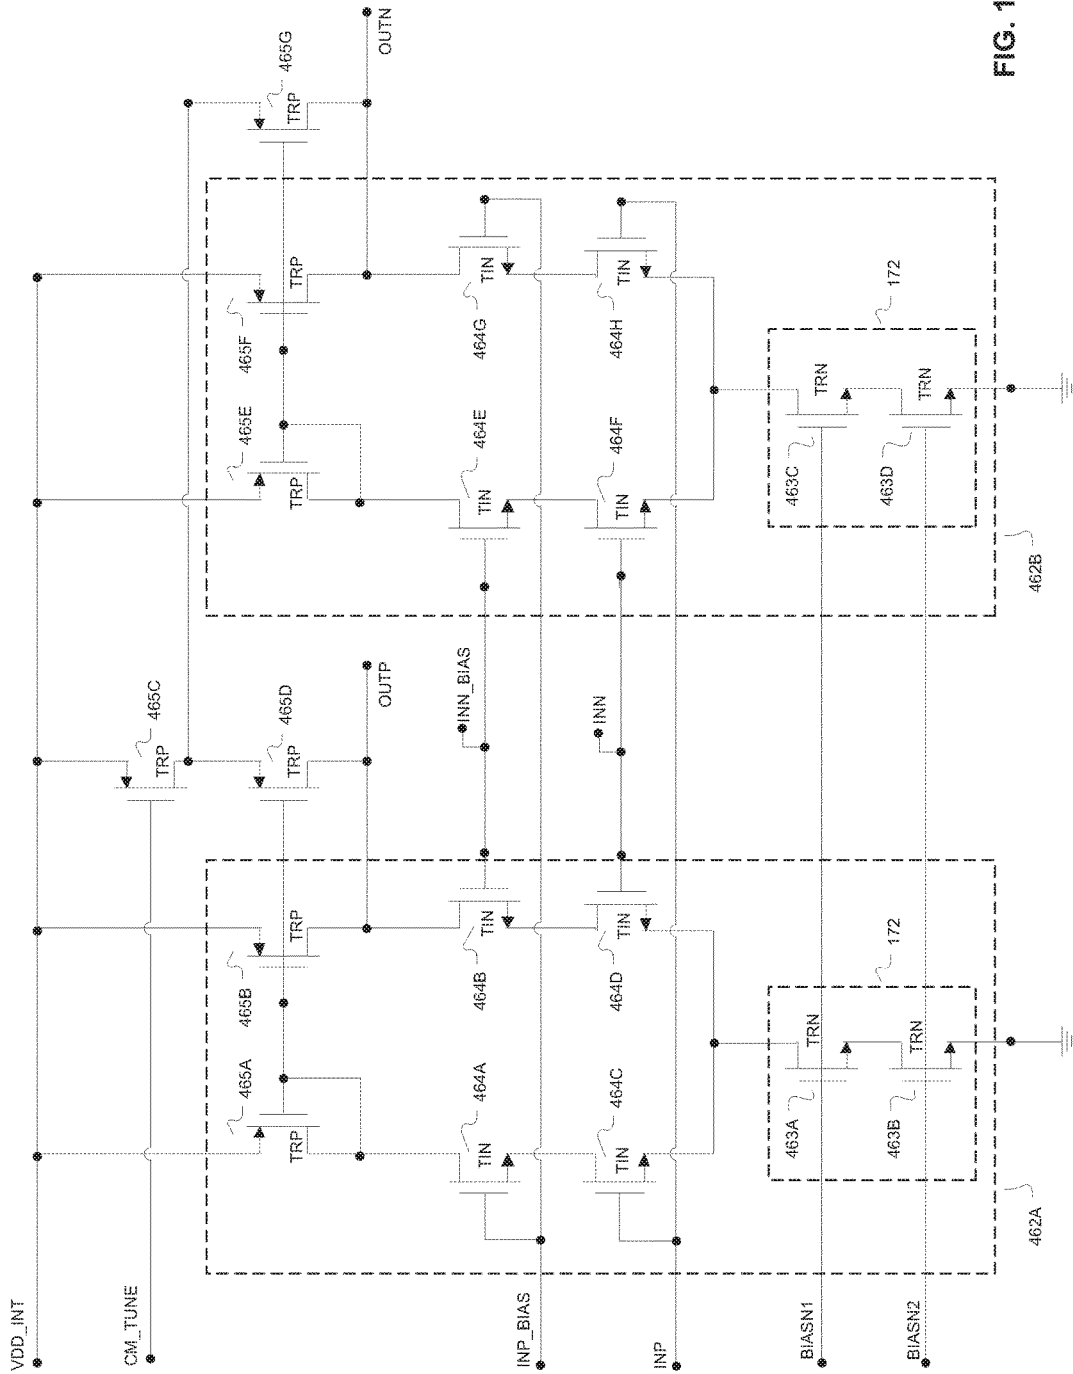 VDD_INT
CM_TUNE
465A
465B
465C
465D
465E
465F
465G
TRP
TRP
TRP
TRP
TRP
TRP
TRP
OUTP
OUTN
464A
464B
464E
464G
TIN
TIN
TIN
TIN
INN_BIAS
INP_BIAS
464C
464D
464F
464H
TIN
TIN
TIN
TIN
INN
INP
172
172
463A
TRN
463C
TRN
BIASN1
463B
TRN
463D
TRN
BIASN2
462A
462B
FIG. 1